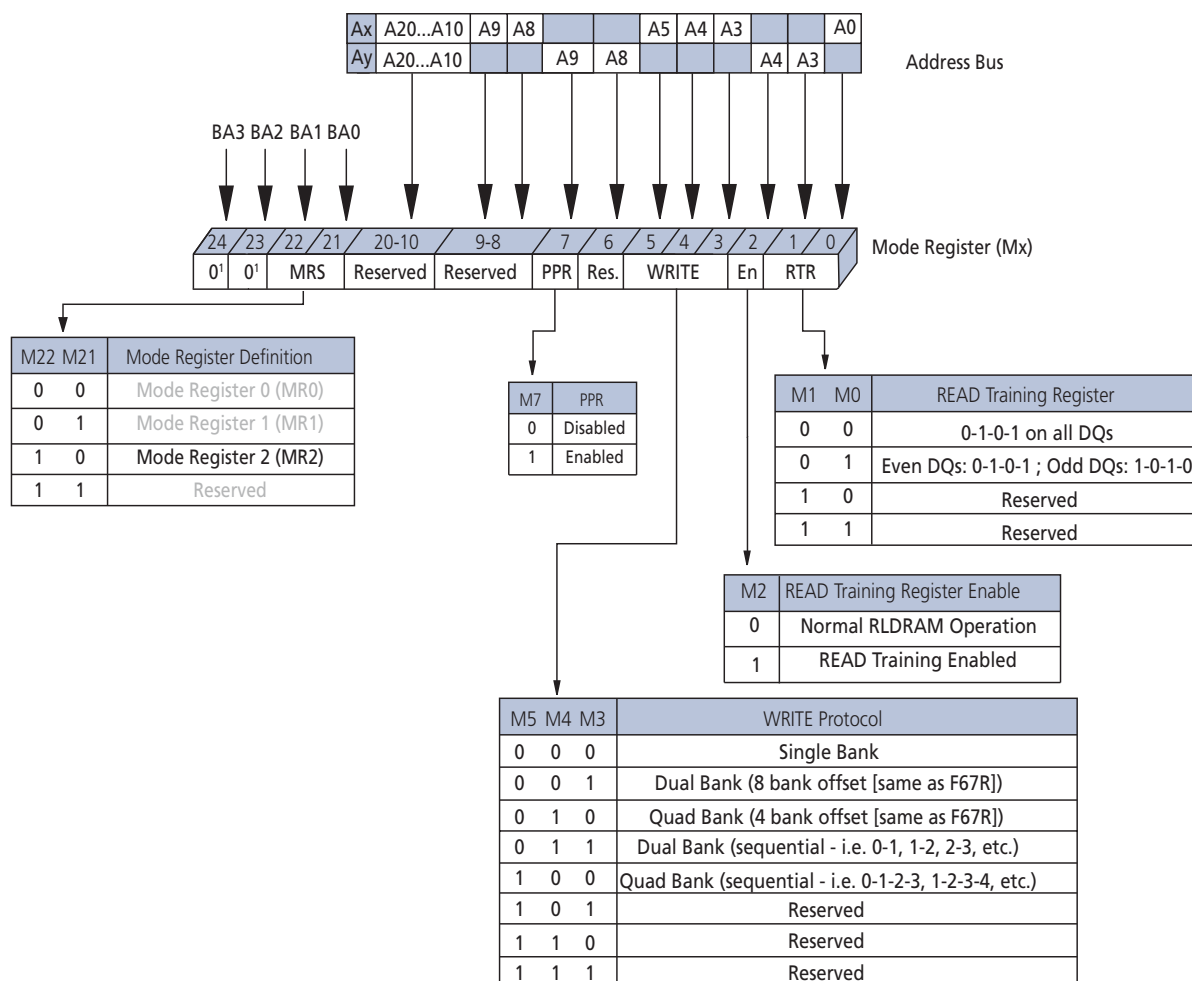 Ax A20...A10 A9 A8 A5 A4 A3 A0
Ay A20...A10 A9 A8 A4 A3
Address Bus
BA3 BA2 BA1 BA0
24 23 22 21 20-10 9-8 7 6 5 4 3 2 1 0
Mode Register (Mx)
0¹ 0¹ MRS Reserved Reserved PPR Res. WRITE En RTR
M22 M21 Mode Register Definition
0 0 Mode Register 0 (MR0)
0 1 Mode Register 1 (MR1)
1 0 Mode Register 2 (MR2)
1 1 Reserved
M7 PPR
0 Disabled
1 Enabled
M1 M0 READ Training Register
0 0 0-1-0-1 on all DQs
0 1 Even DQs: 0-1-0-1 ; Odd DQs: 1-0-1-0
1 0 Reserved
1 1 Reserved
M2 READ Training Register Enable
0 Normal RLDRAM Operation
1 READ Training Enabled
M5 M4 M3 WRITE Protocol
0 0 0 Single Bank
0 0 1 Dual Bank (8 bank offset [same as F67R])
0 1 0 Quad Bank (4 bank offset [same as F67R])
0 1 1 Dual Bank (sequential - i.e. 0-1, 1-2, 2-3, etc.)
1 0 0 Quad Bank (sequential - i.e. 0-1-2-3, 1-2-3-4, etc.)
1 0 1 Reserved
1 1 0 Reserved
1 1 1 Reserved